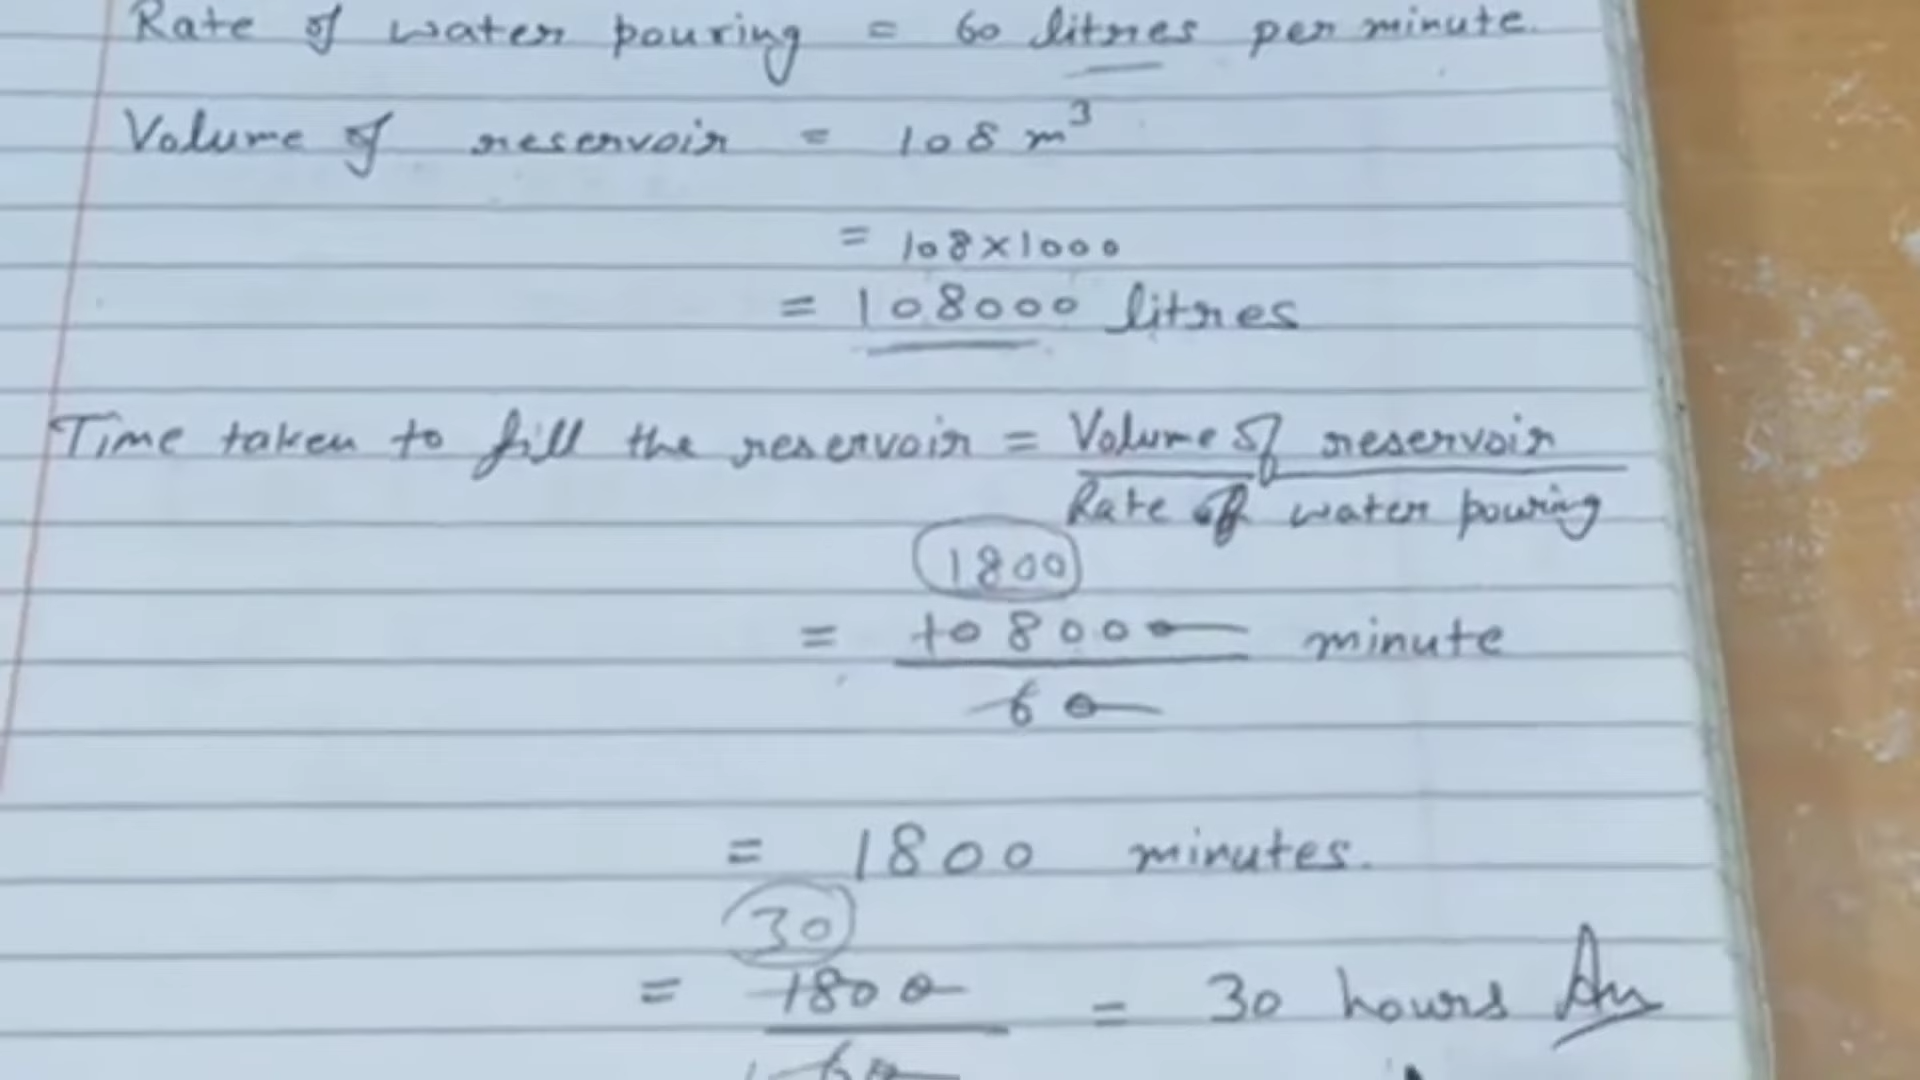 Rate of water pouring = 60 litres per minute.
Volume of reservoir = 108 m³
= 108×1000
= 108000 litres
Time taken to fill the reservoir = Volume of reservoir
Rate of water pouring
1800
= 108000 minute
60
= 1800 minutes.
30
= 1800 = 30 hours Ans
60